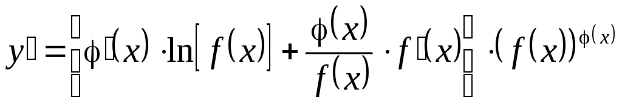 y▯ = ▯▯▯ ϕ▯(x) · ln[ f(x) ] + ϕ(x)/f(x) · f▯(x) ▯▯▯ · ( f(x))^ϕ(x)